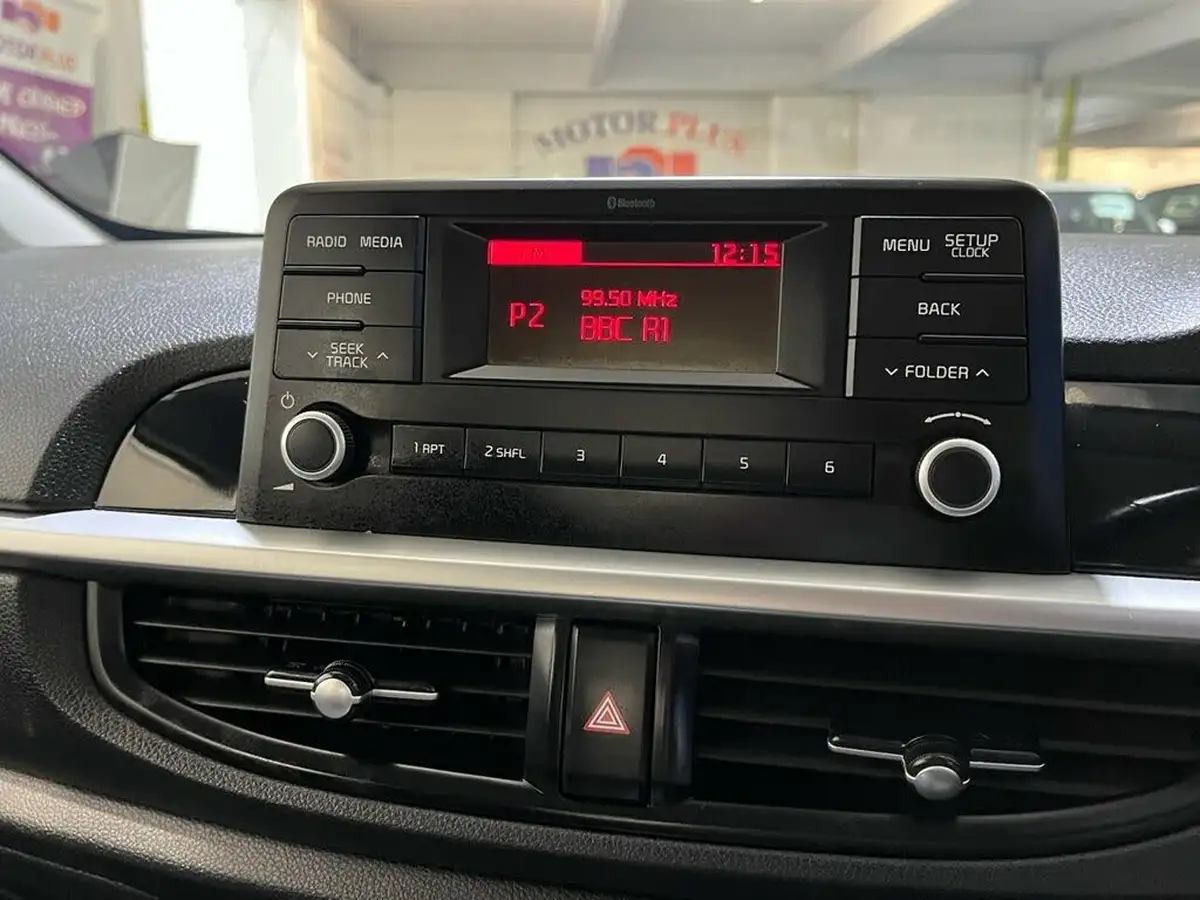 MOTOR PLUS
Bluetooth
RADIO MEDIA
PHONE
SEEK
TRACK
FM
12:15
P2
99.50 MHz
BBC R1
MENU SETUP
CLOCK
BACK
FOLDER
1 RPT
2 SHFL
3
4
5
6